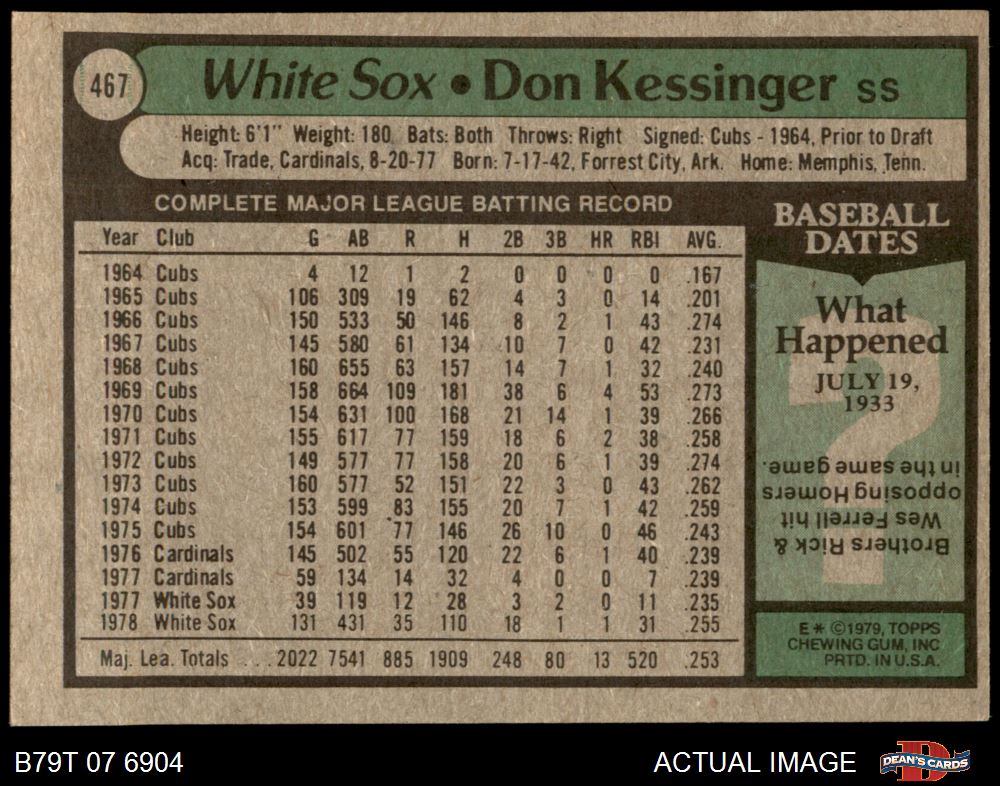 467
White Sox • Don Kessinger SS
Height: 6'1" Weight: 180 Bats: Both Throws: Right Signed: Cubs - 1964, Prior to Draft
Acq: Trade, Cardinals, 8-20-77 Born: 7-17-42, Forrest City, Ark. Home: Memphis, Tenn.
COMPLETE MAJOR LEAGUE BATTING RECORD
Year Club G AB R H 2B 3B HR RBI AVG.
1964 Cubs 4 12 1 2 0 0 0 0 .167
1965 Cubs 106 309 19 62 4 3 0 14 .201
1966 Cubs 150 533 50 146 8 2 1 43 .274
1967 Cubs 145 580 61 134 10 7 0 42 .231
1968 Cubs 160 655 63 157 14 7 1 32 .240
1969 Cubs 158 664 109 181 38 6 4 53 .273
1970 Cubs 154 631 100 168 21 14 1 39 .266
1971 Cubs 155 617 77 159 18 6 2 38 .258
1972 Cubs 149 577 77 158 20 6 1 39 .274
1973 Cubs 160 577 52 151 22 3 0 43 .262
1974 Cubs 153 599 83 155 20 7 1 42 .259
1975 Cubs 154 601 77 146 26 10 0 46 .243
1976 Cardinals 145 502 55 120 22 6 1 40 .239
1977 Cardinals 59 134 14 32 4 0 0 7 .239
1977 White Sox 39 119 12 28 3 2 0 11 .235
1978 White Sox 131 431 35 110 18 1 1 31 .255
Maj. Lea. Totals ... 2022 7541 885 1909 248 80 13 520 .253
BASEBALL
DATES
What
Happened
JULY 19,
1933
?
Brothers Rick &
Wes Ferrell hit
opposing Homers
in the same game.
E * ©1979, TOPPS
CHEWING GUM, INC
PRTD. IN U.S.A.
B79T 07 6904
ACTUAL IMAGE
D
DEAN'S CARDS